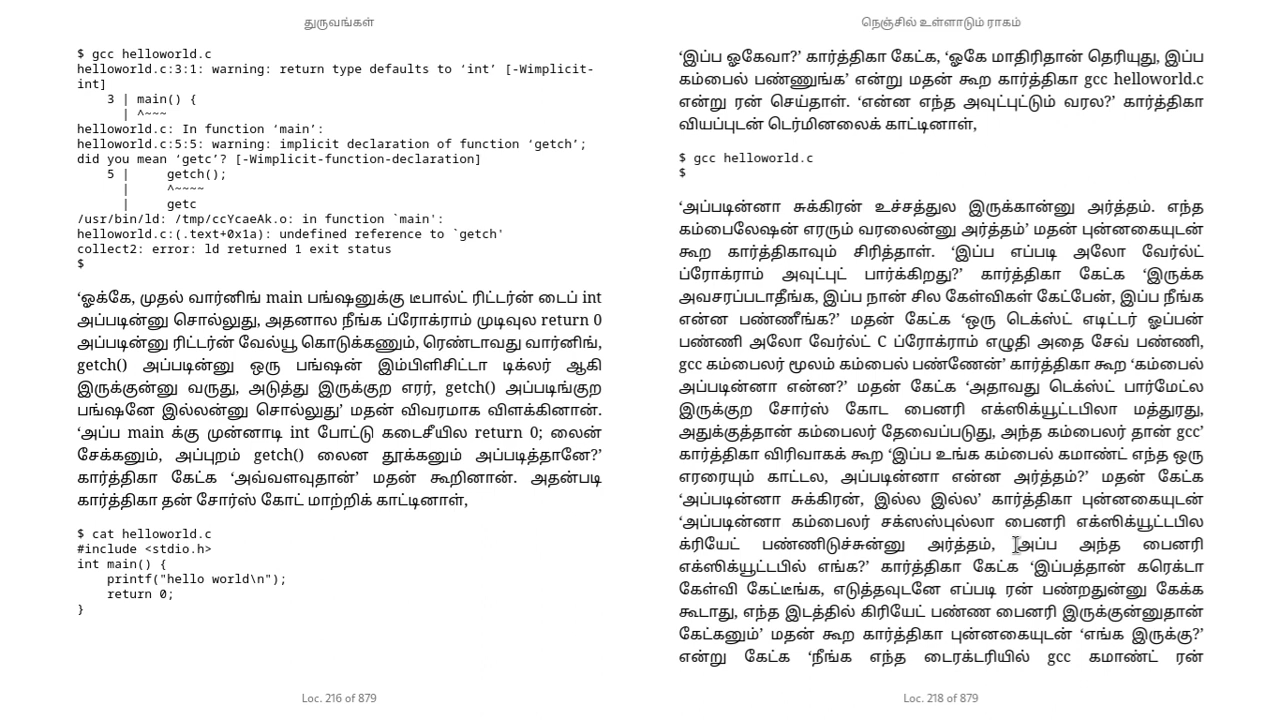 துருவங்கள்
$ gcc helloworld.c
helloworld.c:3:1: warning: return type defaults to ‘int’ [-Wimplicit-
int]
    3 | main() {
      | ^~~~
helloworld.c: In function ‘main’:
helloworld.c:5:5: warning: implicit declaration of function ‘getch’;
did you mean ‘getc’? [-Wimplicit-function-declaration]
    5 |     getch();
      |     ^~~~~
      |     getc
/usr/bin/ld: /tmp/ccYcaeAk.o: in function `main':
helloworld.c:(.text+0x1a): undefined reference to `getch'
collect2: error: ld returned 1 exit status
$
‘ஓக்கே, முதல் வார்னிங் main பங்ஷனுக்கு டீபால்ட் ரிட்டர்ன் டைப் int
அப்படின்னு சொல்லுது, அதனால நீங்க ப்ரோக்ராம் முடிவுல return 0
அப்படின்னு ரிட்டர்ன் வேல்யூ கொடுக்கணும், ரெண்டாவது வார்னிங்,
getch() அப்படின்னு ஒரு பங்ஷன் இம்பிளிசிட்டா டிக்லர் ஆகி
இருக்குன்னு வருது, அடுத்து இருக்குற எரர், getch() அப்படிங்குற
பங்ஷனே இல்லன்னு சொல்லுது’ மதன் விவரமாக விளக்கினான்.
‘அப்ப main க்கு முன்னாடி int போட்டு கடைசீயில return 0; லைன்
சேக்கனும், அப்புறம் getch() லைன தூக்கனும் அப்படித்தானே?’
கார்த்திகா கேட்க ‘அவ்வளவுதான்’ மதன் கூறினான். அதன்படி
கார்த்திகா தன் சோர்ஸ் கோட் மாற்றிக் காட்டினாள்,
$ cat helloworld.c
#include <stdio.h>
int main() {
    printf("hello world\n");
    return 0;
}
Loc. 216 of 879
நெஞ்சில் உள்ளாடும் ராகம்
‘இப்ப ஓகேவா?’ கார்த்திகா கேட்க, ‘ஓகே மாதிரிதான் தெரியுது, இப்ப
கம்பைல் பண்ணுங்க’ என்று மதன் கூற கார்த்திகா gcc helloworld.c
என்று ரன் செய்தாள். ‘என்ன எந்த அவுட்புட்டும் வரல?’ கார்த்திகா
வியப்புடன் டெர்மினலைக் காட்டினாள்,
$ gcc helloworld.c
$
‘அப்படின்னா சுக்கிரன் உச்சத்துல இருக்கான்னு அர்த்தம். எந்த
கம்பைலேஷன் எரரும் வரலைன்னு அர்த்தம்’ மதன் புன்னகையுடன்
கூற கார்த்திகாவும் சிரித்தாள். ‘இப்ப எப்படி அலோ வேர்ல்ட்
ப்ரோக்ராம் அவுட்புட் பார்க்கிறது?’ கார்த்திகா கேட்க ‘இருக்க
அவசரப்படாதீங்க, இப்ப நான் சில கேள்விகள் கேட்பேன், இப்ப நீங்க
என்ன பண்ணீங்க?’ மதன் கேட்க ‘ஒரு டெக்ஸ்ட் எடிட்டர் ஓப்பன்
பண்ணி அலோ வேர்ல்ட் C ப்ரோக்ராம் எழுதி அதை சேவ் பண்ணி,
gcc கம்பைலர் மூலம் கம்பைல் பண்ணேன்’ கார்த்திகா கூற ‘கம்பைல்
அப்படின்னா என்ன?’ மதன் கேட்க ‘அதாவது டெக்ஸ்ட் பார்மேட்ல
இருக்குற சோர்ஸ் கோட பைனரி எக்ஸிக்யூட்டபிலா மத்துரது,
அதுக்குத்தான் கம்பைலர் தேவைப்படுது, அந்த கம்பைலர் தான் gcc’
கார்த்திகா விரிவாகக் கூற ‘இப்ப உங்க கம்பைல் கமாண்ட் எந்த ஒரு
எரரையும் காட்டல, அப்படின்னா என்ன அர்த்தம்?’ மதன் கேட்க
‘அப்படின்னா சுக்கிரன், இல்ல இல்ல’ கார்த்திகா புன்னகையுடன்
‘அப்படின்னா கம்பைலர் சக்ஸஸ்புல்லா பைனரி எக்ஸிக்யூட்டபில
க்ரியேட் பண்ணிடுச்சுன்னு அர்த்தம், அப்ப அந்த பைனரி
எக்ஸிக்யூட்டபில் எங்க?’ கார்த்திகா கேட்க ‘இப்பத்தான் கரெக்டா
கேள்வி கேட்டீங்க, எடுத்தவுடனே எப்படி ரன் பண்றதுன்னு கேக்க
கூடாது, எந்த இடத்தில் கிரியேட் பண்ண பைனரி இருக்குன்னுதான்
கேட்கனும்’ மதன் கூற கார்த்திகா புன்னகையுடன் ‘எங்க இருக்கு?’
என்று கேட்க ‘நீங்க எந்த டைரக்டரியில் gcc கமாண்ட் ரன்
Loc. 218 of 879